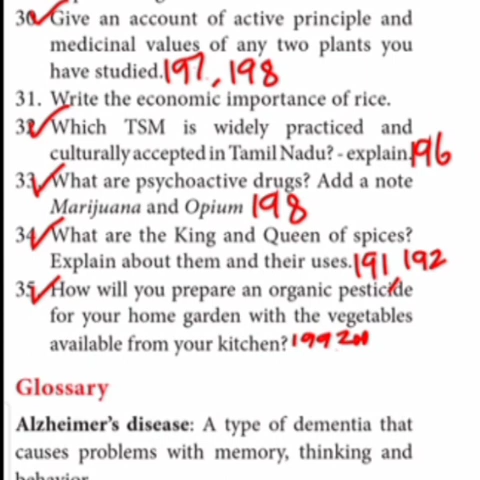 30. Give an account of active principle and
medicinal values of any two plants you
have studied. 197, 198
31. Write the economic importance of rice.
32. Which TSM is widely practiced and
culturally accepted in Tamil Nadu? - explain. 196
33. What are psychoactive drugs? Add a note
Marijuana and Opium 198
34. What are the King and Queen of spices?
Explain about them and their uses. 191, 192
35. How will you prepare an organic pesticide
for your home garden with the vegetables
available from your kitchen? 199
Glossary
Alzheimer's disease: A type of dementia that
causes problems with memory, thinking and
behavior